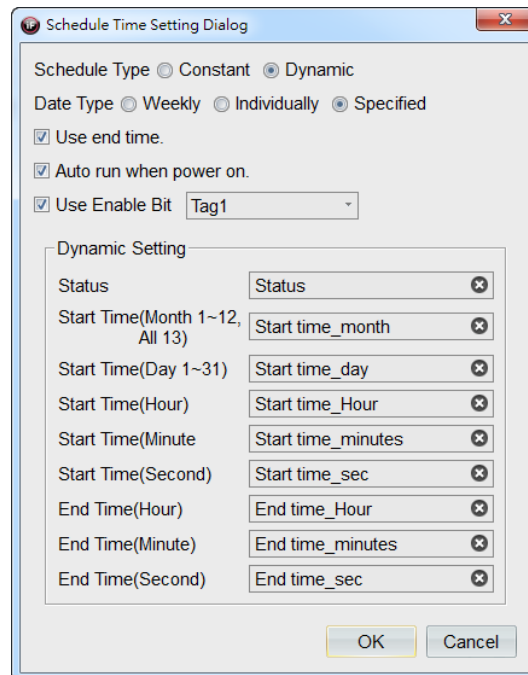 Schedule Time Setting Dialog
Schedule Type Constant Dynamic
Date Type Weekly Individually Specified
Use end time.
Auto run when power on.
Use Enable Bit Tag1
Dynamic Setting
Status Status
Start Time(Month 1~12,
All 13) Start time_month
Start Time(Day 1~31) Start time_day
Start Time(Hour) Start time_Hour
Start Time(Minute Start time_minutes
Start Time(Second) Start time_sec
End Time(Hour) End time_Hour
End Time(Minute) End time_minutes
End Time(Second) End time_sec
OK Cancel